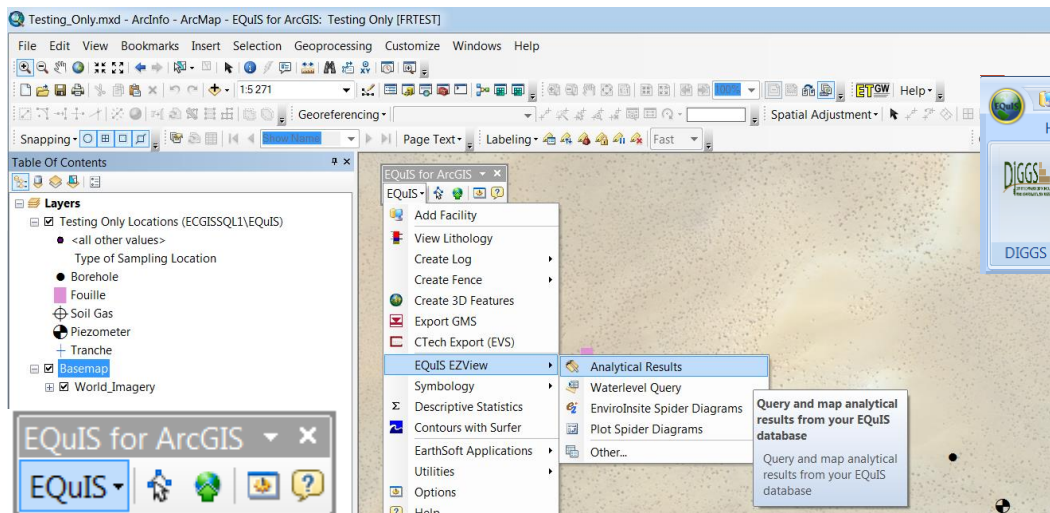 Testing_Only.mxd - ArcInfo - ArcMap - EQuIS for ArcGIS: Testing Only [FRTEST]
File Edit View Bookmarks Insert Selection Geoprocessing Customize Windows Help
1:5 271
100%
ET GW
Help
Georeferencing
Spatial Adjustment
Snapping
Show Name
Page Text
Labeling
Fast
EQuIS
DIGGS
DIGGS
Table Of Contents
Layers
Testing Only Locations (ECGISSQL1\EQuIS)
<all other values>
Type of Sampling Location
Borehole
Fouille
Soil Gas
Piezometer
Tranche
Basemap
World_Imagery
EQuIS for ArcGIS
EQuIS
EQuIS for ArcGIS
EQuIS
Add Facility
View Lithology
Create Log
Create Fence
Create 3D Features
Export GMS
CTech Export (EVS)
EQuIS EZView
Symbology
Descriptive Statistics
Contours with Surfer
EarthSoft Applications
Utilities
Options
Help
Analytical Results
Waterlevel Query
EnviroInsite Spider Diagrams
Plot Spider Diagrams
Other...
Query and map analytical
results from your EQuIS
database
Query and map analytical
results from your EQuIS
database